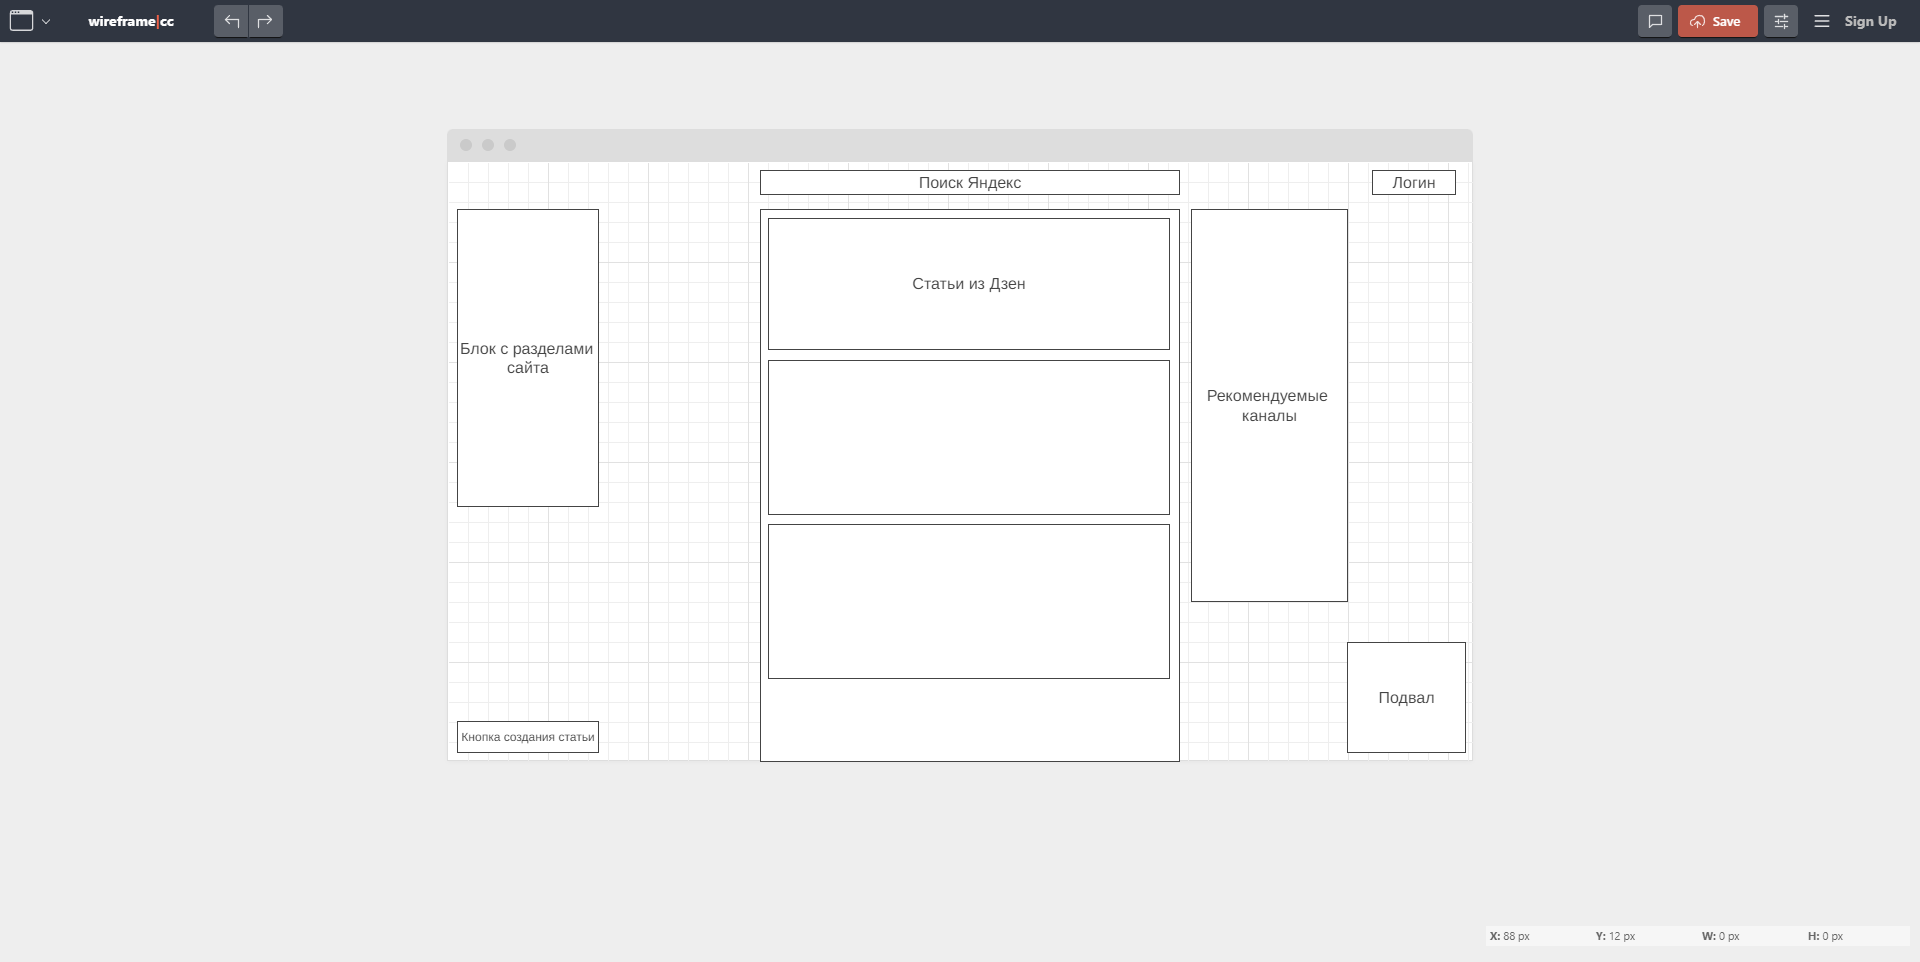 wireframe|cc
Save
Sign Up
Поиск Яндекс
Логин
Статьи из Дзен
Блок с разделами
сайта
Рекомендуемые
каналы
Подвал
Кнопка создания статьи
X: 88 px Y: 12 px W: 0 px H: 0 px